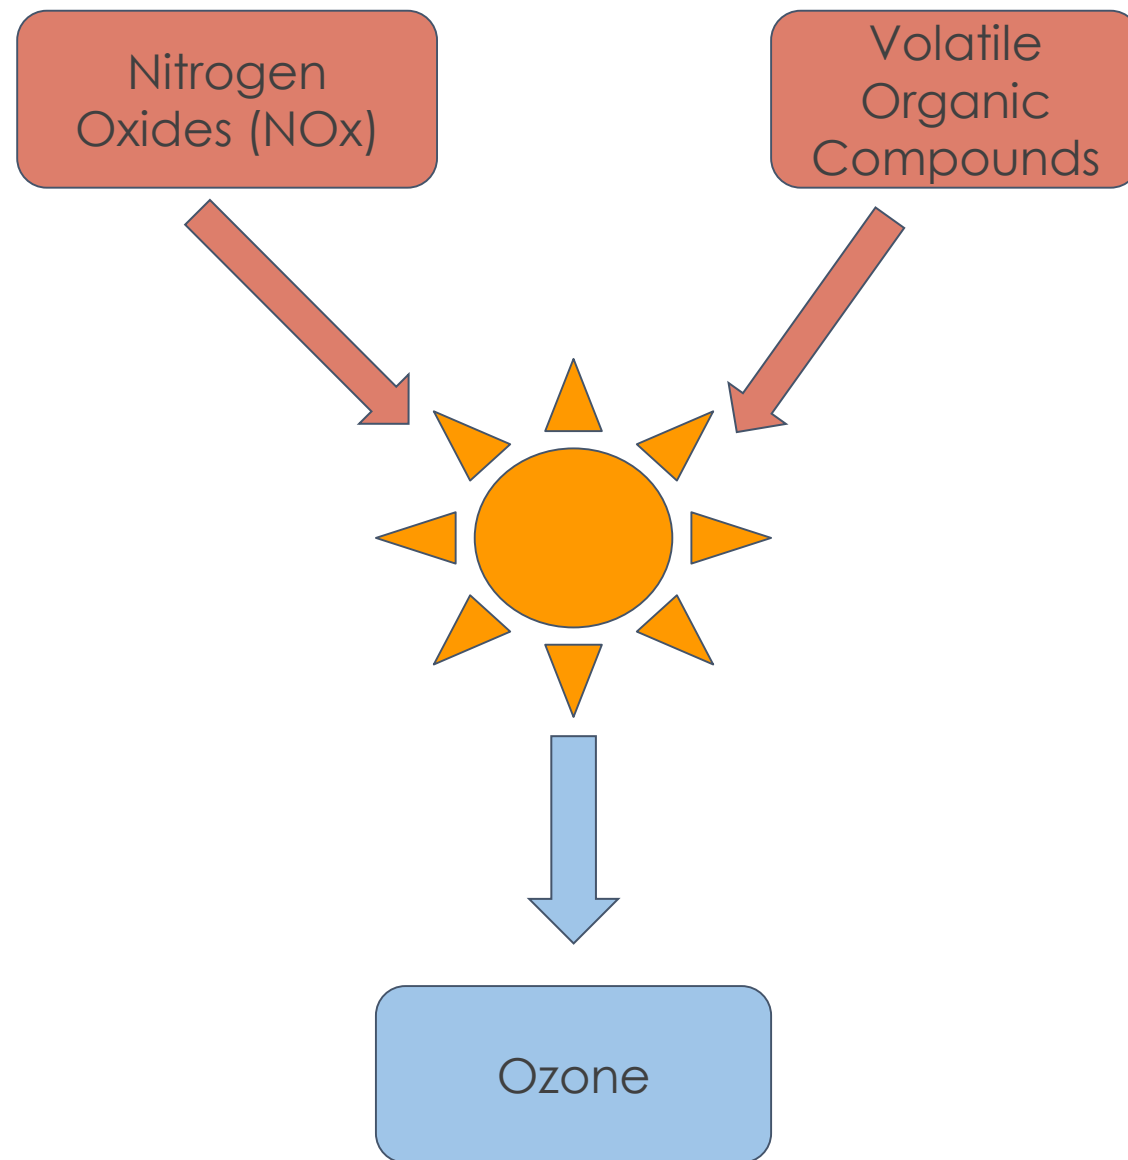 Nitrogen
Oxides (NOx)
Volatile
Organic
Compounds
Ozone